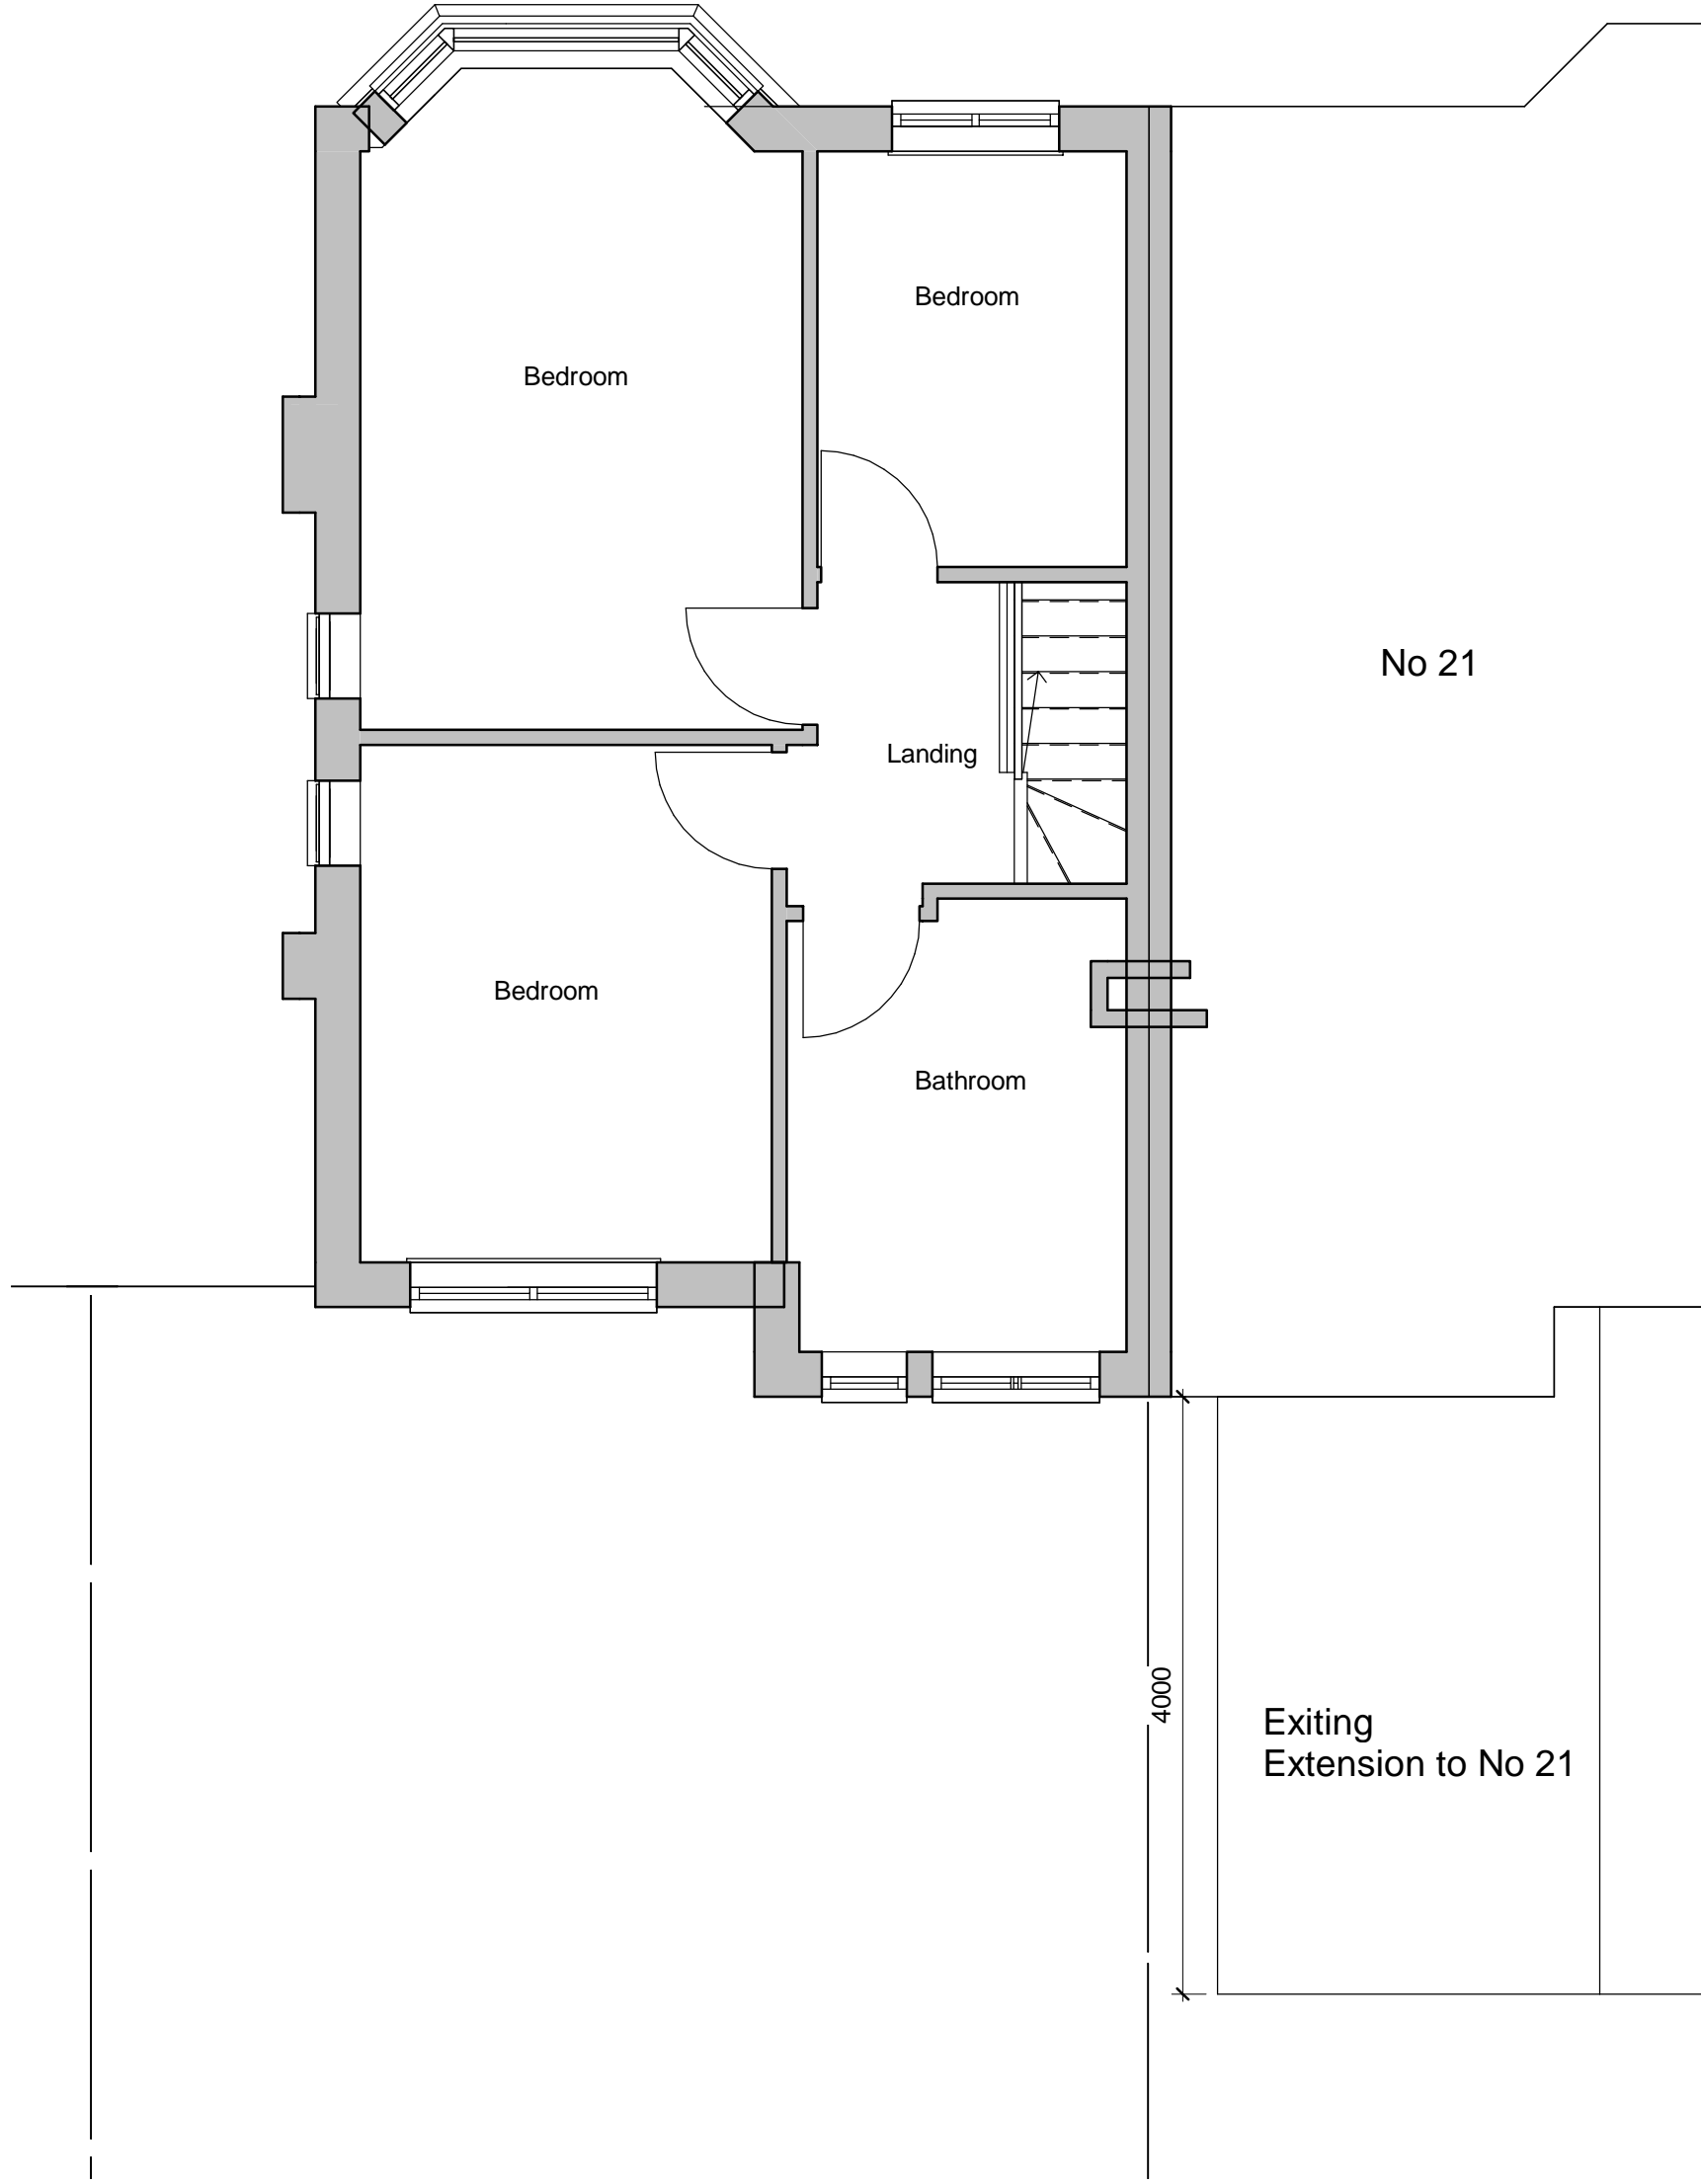 Bedroom
Bedroom
No 21
Landing
Bedroom
Bathroom
4000
Exiting
Extension to No 21